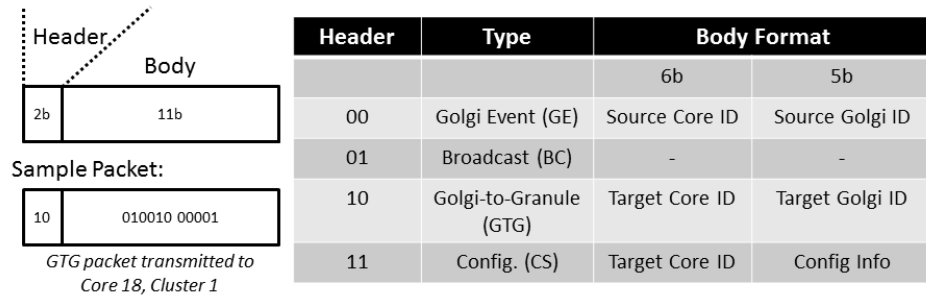 Header
Body
2b 11b
Sample Packet:
10 010010 00001
GTG packet transmitted to
Core 18, Cluster 1
Header Type Body Format
6b 5b
00 Golgi Event (GE) Source Core ID Source Golgi ID
01 Broadcast (BC) - -
10 Golgi-to-Granule (GTG) Target Core ID Target Golgi ID
11 Config. (CS) Target Core ID Config Info